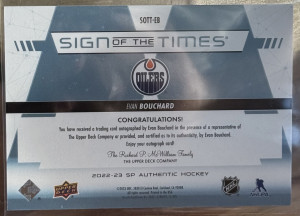 SOTT-EB
SIGN OF THE TIMES
OILERS
EVAN BOUCHARD
CONGRATULATIONS!
You have received a trading card autographed by Evan Bouchard in the presence of a representative of
The Upper Deck Company or provided, and certified as to its authenticity, by Evan Bouchard.
Enjoy your autograph card!
The Richard P. McWilliam Family
THE UPPER DECK COMPANY
2022-23 SP AUTHENTIC HOCKEY
UPPER DECK
NHL